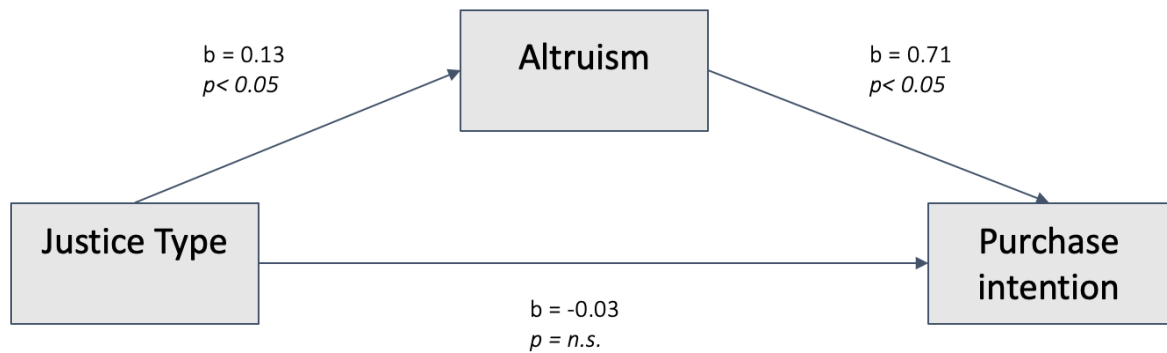 Altruism
b = 0.13
p< 0.05
b = 0.71
p< 0.05
Justice Type
Purchase
intention
b = -0.03
p = n.s.